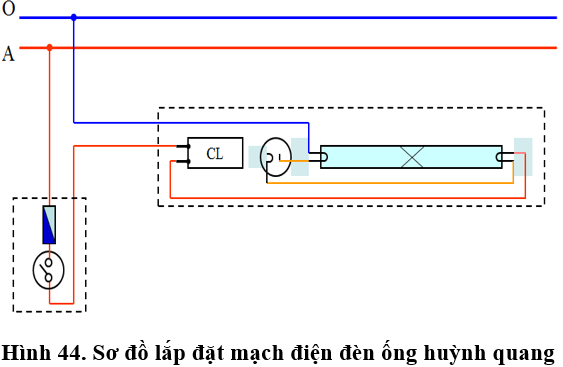 O
A
CL
Hình 44. Sơ đồ lắp đặt mạch điện đèn ống huỳnh quang